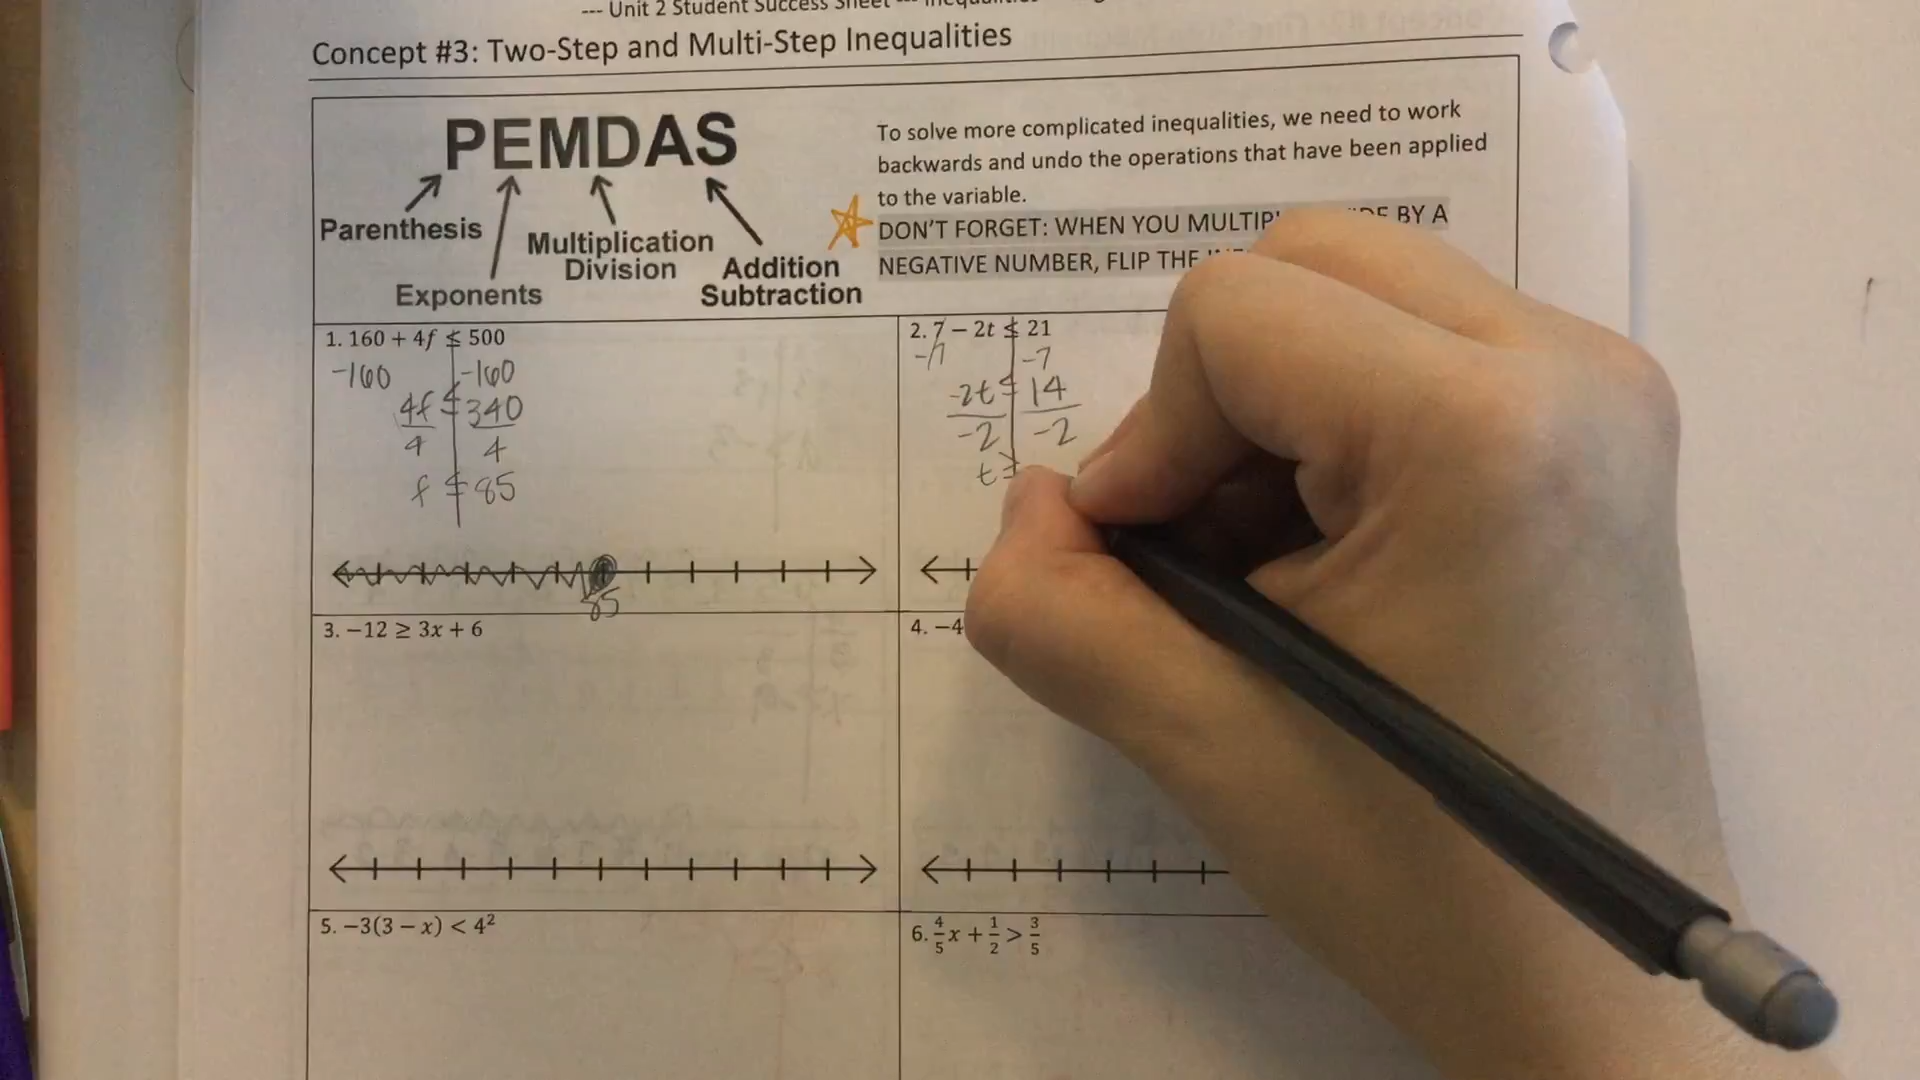 --- Unit 2 Student Success Sheet ---
Concept #3: Two-Step and Multi-Step Inequalities
PEMDAS
Parenthesis
Exponents
Multiplication
Division
Addition
Subtraction
To solve more complicated inequalities, we need to work
backwards and undo the operations that have been applied
to the variable.
DON'T FORGET: WHEN YOU BY A
NEGATIVE NUMBER, FLIP THE
1. 160 + 4f ≤ 500
-160 -160
4f ≤ 340
4 4
f ≤ 85
85
2. 7 − 2t ≤ 21
-7 -7
-2t ≤ 14
-2 -2
t ≥
3. −12 ≥ 3x + 6
4. −4
5. −3(3 − x) < 4²
6. 4/5 x + 1/2 > 3/5